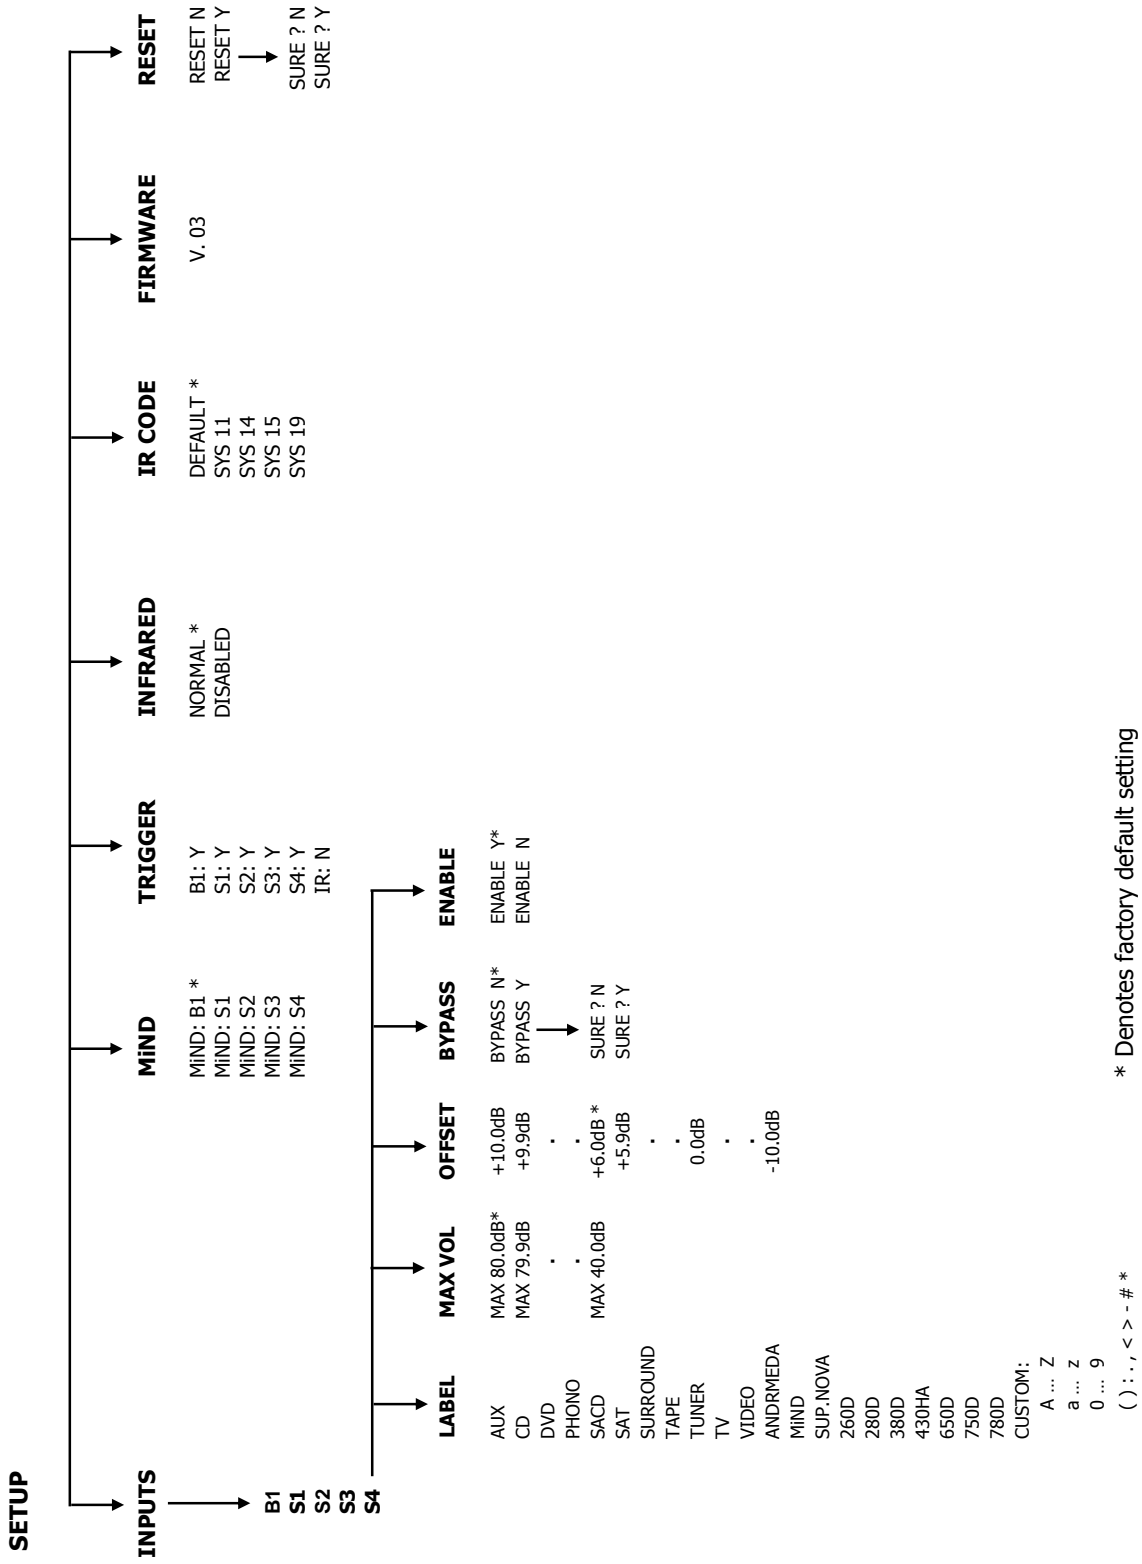 SETUP
INPUTS
B1
S1
S2
S3
S4
LABEL
AUX
CD
DVD
PHONO
SACD
SAT
SURROUND
TAPE
TUNER
TV
VIDEO
ANDRMEDA
MiND
SUP.NOVA
260D
280D
380D
430HA
650D
750D
780D
CUSTOM:
A ... Z
a ... z
0 ... 9
( ) : . , < > - # *
MAX VOL
MAX 80.0dB*
MAX 79.9dB
.
.
MAX 40.0dB
OFFSET
+10.0dB
+9.9dB
.
.
+6.0dB *
+5.9dB
.
.
0.0dB
.
.
-10.0dB
BYPASS
BYPASS N*
BYPASS Y
SURE ? N
SURE ? Y
ENABLE
ENABLE Y*
ENABLE N
MiND
MiND: B1 *
MiND: S1
MiND: S2
MiND: S3
MiND: S4
TRIGGER
B1: Y
S1: Y
S2: Y
S3: Y
S4: Y
IR: N
INFRARED
NORMAL *
DISABLED
IR CODE
DEFAULT *
SYS 11
SYS 14
SYS 15
SYS 19
FIRMWARE
V. 03
RESET
RESET N
RESET Y
SURE ? N
SURE ? Y
* Denotes factory default setting